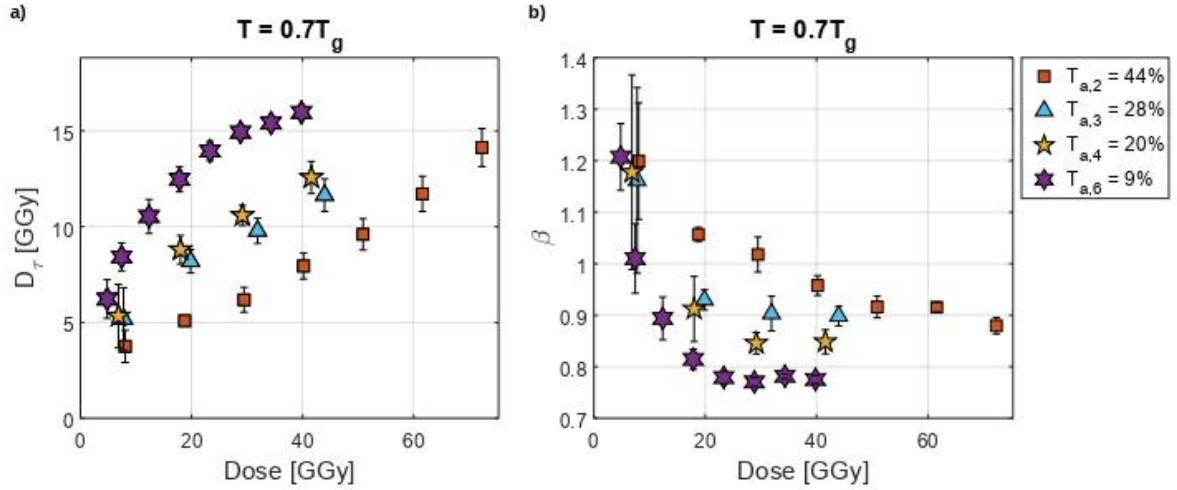 a)
T = 0.7Tg
15
10
5
0
0 20 40 60
Dτ [GGy]
Dose [GGy]
b)
T = 0.7Tg
1.4
1.3
1.2
1.1
1
0.9
0.8
0.7
0 20 40 60
β
Dose [GGy]
Ta,2 = 44%
Ta,3 = 28%
Ta,4 = 20%
Ta,6 = 9%